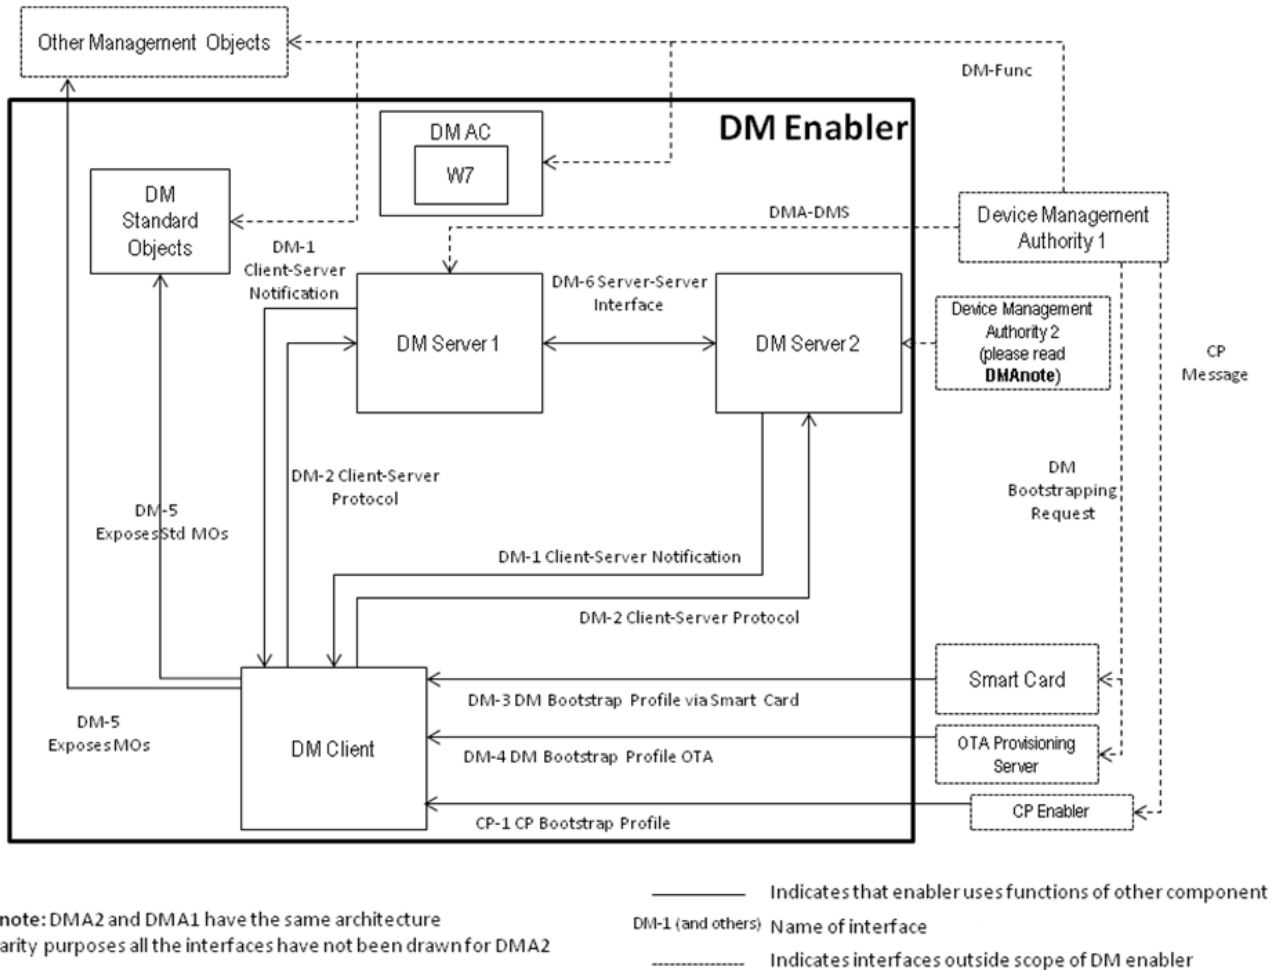 Other Management Objects
DM-Func
DM Enabler
DM AC
W7
DM
Standard
Objects
DMA-DMS
Device Management
Authority 1
DM-1
Client-Server
Notification
DM-6 Server-Server
Interface
DM Server 1
DM Server 2
Device Management
Authority 2
(please read
DMAnote)
CP
Message
DM-2 Client-Server
Protocol
DM
Bootstrapping
Request
DM-5
ExposesStd MOs
DM-1 Client-Server Notification
DM-2 Client-Server Protocol
Smart Card
DM-3 DM Bootstrap Profile via Smart Card
DM-5
ExposesMOs
DM Client
OTA Provisioning
Server
DM-4 DM Bootstrap Profile OTA
CP Enabler
CP-1 CP Bootstrap Profile
Indicates that enabler uses functions of other component
note: DMA2 and DMA1 have the same architecture
DM-1 (and others) Name of interface
arity purposes all the interfaces have not been drawn for DMA2
Indicates interfaces outside scope of DM enabler